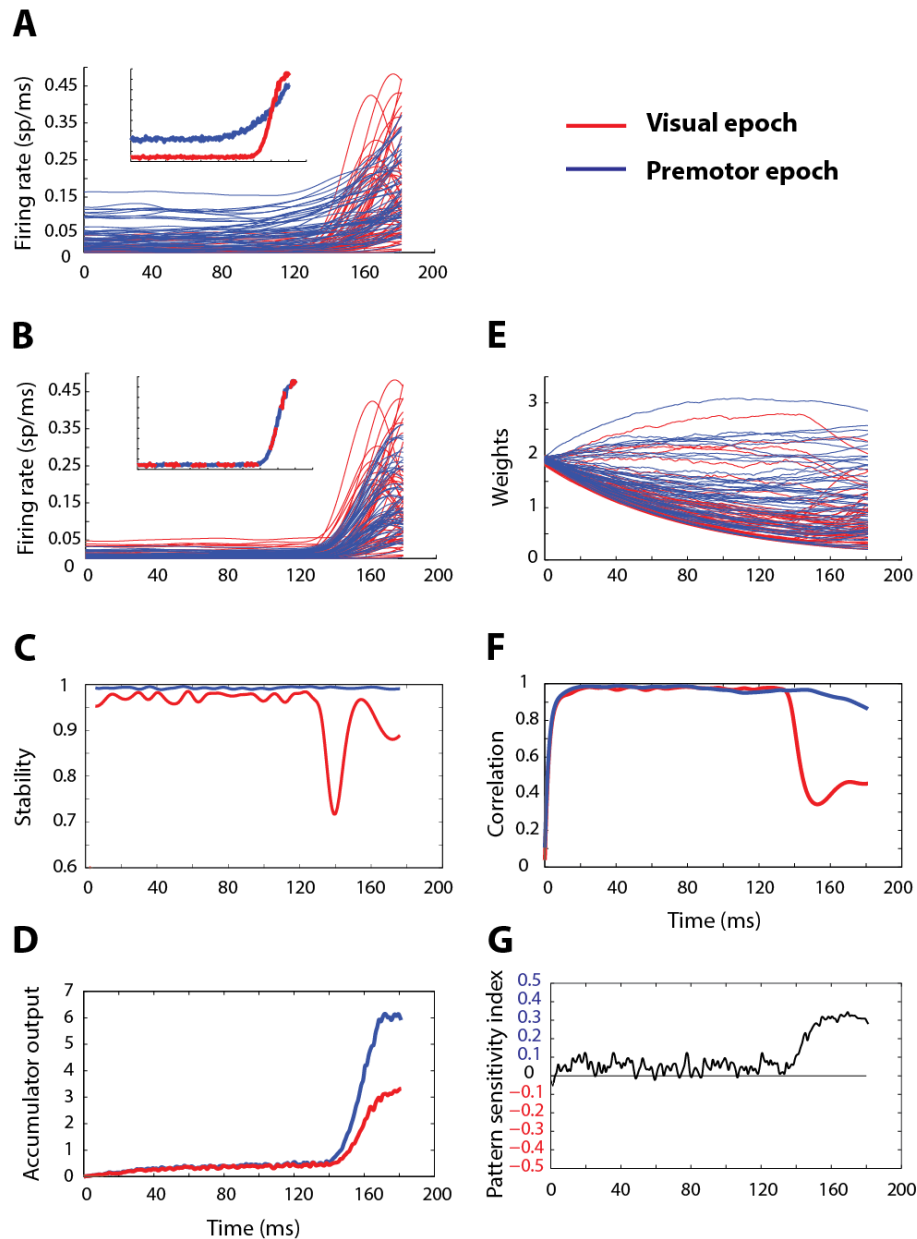 A
Firing rate (sp/ms)
0.45
0.35
0.25
0.15
0.05
0
0 40 80 120 160 200
Visual epoch
Premotor epoch
B
Firing rate (sp/ms)
0.45
0.35
0.25
0.15
0.05
0
0 40 80 120 160 200
E
Weights
3
2
1
0
0 40 80 120 160 200
C
Stability
1
0.9
0.8
0.7
0.6
0 40 80 120 160 200
F
Correlation
1
0.8
0.6
0.4
0.2
0
0 40 80 120 160 200
Time (ms)
D
Accumulator output
7
6
5
4
3
2
1
0
0 40 80 120 160 200
Time (ms)
G
Pattern sensitivity index
0.5
0.4
0.3
0.2
0.1
0
−0.1
−0.2
−0.3
−0.4
−0.5
0 40 80 120 160 200